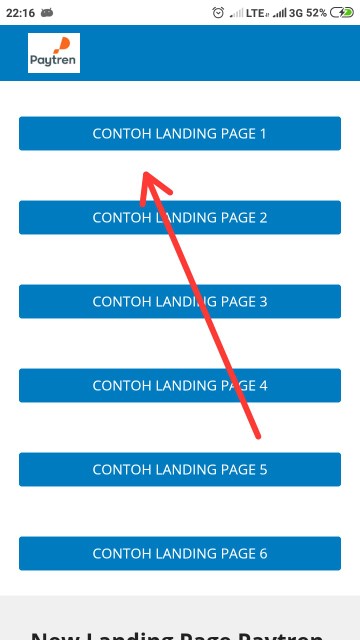 22:16 LTE 3G 52%
Paytren
CONTOH LANDING PAGE 1
CONTOH LANDING PAGE 2
CONTOH LANDING PAGE 3
CONTOH LANDING PAGE 4
CONTOH LANDING PAGE 5
CONTOH LANDING PAGE 6
New Landing Page Paytren